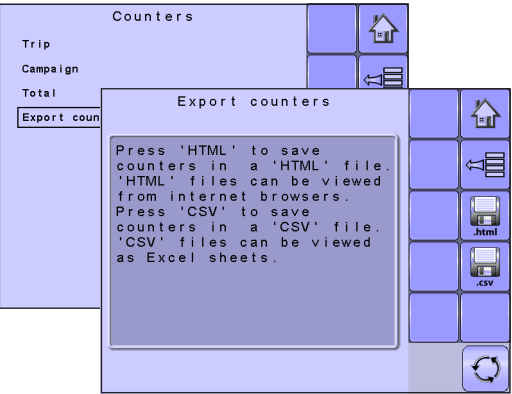 Counters
Trip
Campaign
Total
Export coun
Export counters
Press 'HTML' to save
counters in a 'HTML' file.
'HTML' files can be viewed
from internet browsers.
Press 'CSV' to save
counters in a 'CSV' file.
'CSV' files can be viewed
as Excel sheets.
.html
.csv